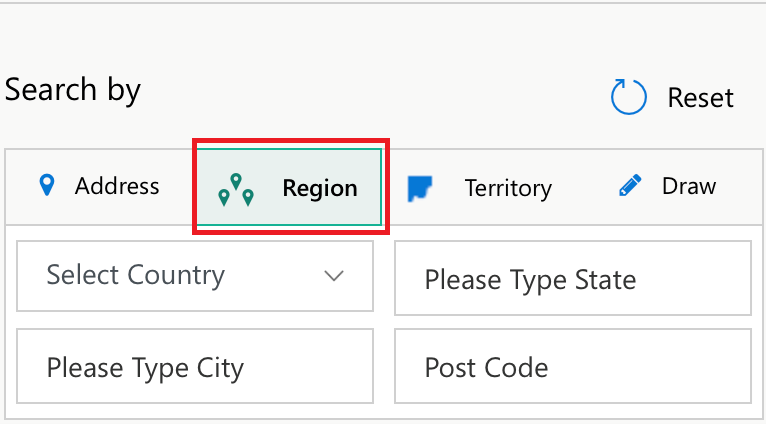 Search by
Reset
Address
Region
Territory
Draw
Select Country
Please Type State
Please Type City
Post Code